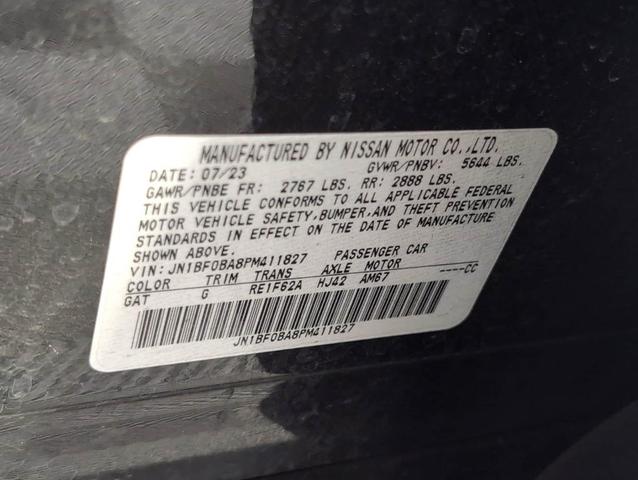 MANUFACTURED BY NISSAN MOTOR CO.,LTD.
DATE: 07/23 GVWR/PNBV: 5644 LBS.
GAWR/PNBE FR: 2767 LBS. RR: 2888 LBS.
THIS VEHICLE CONFORMS TO ALL APPLICABLE FEDERAL
MOTOR VEHICLE SAFETY,BUMPER,AND THEFT PREVENTION
STANDARDS IN EFFECT ON THE DATE OF MANUFACTURE
SHOWN ABOVE.
VIN: JN1BF0BA8PM411827 PASSENGER CAR
COLOR TRIM TRANS AXLE MOTOR ----CC
GAT G RE1F62A HJ42 AM67
JN1BF0BA8PM411827